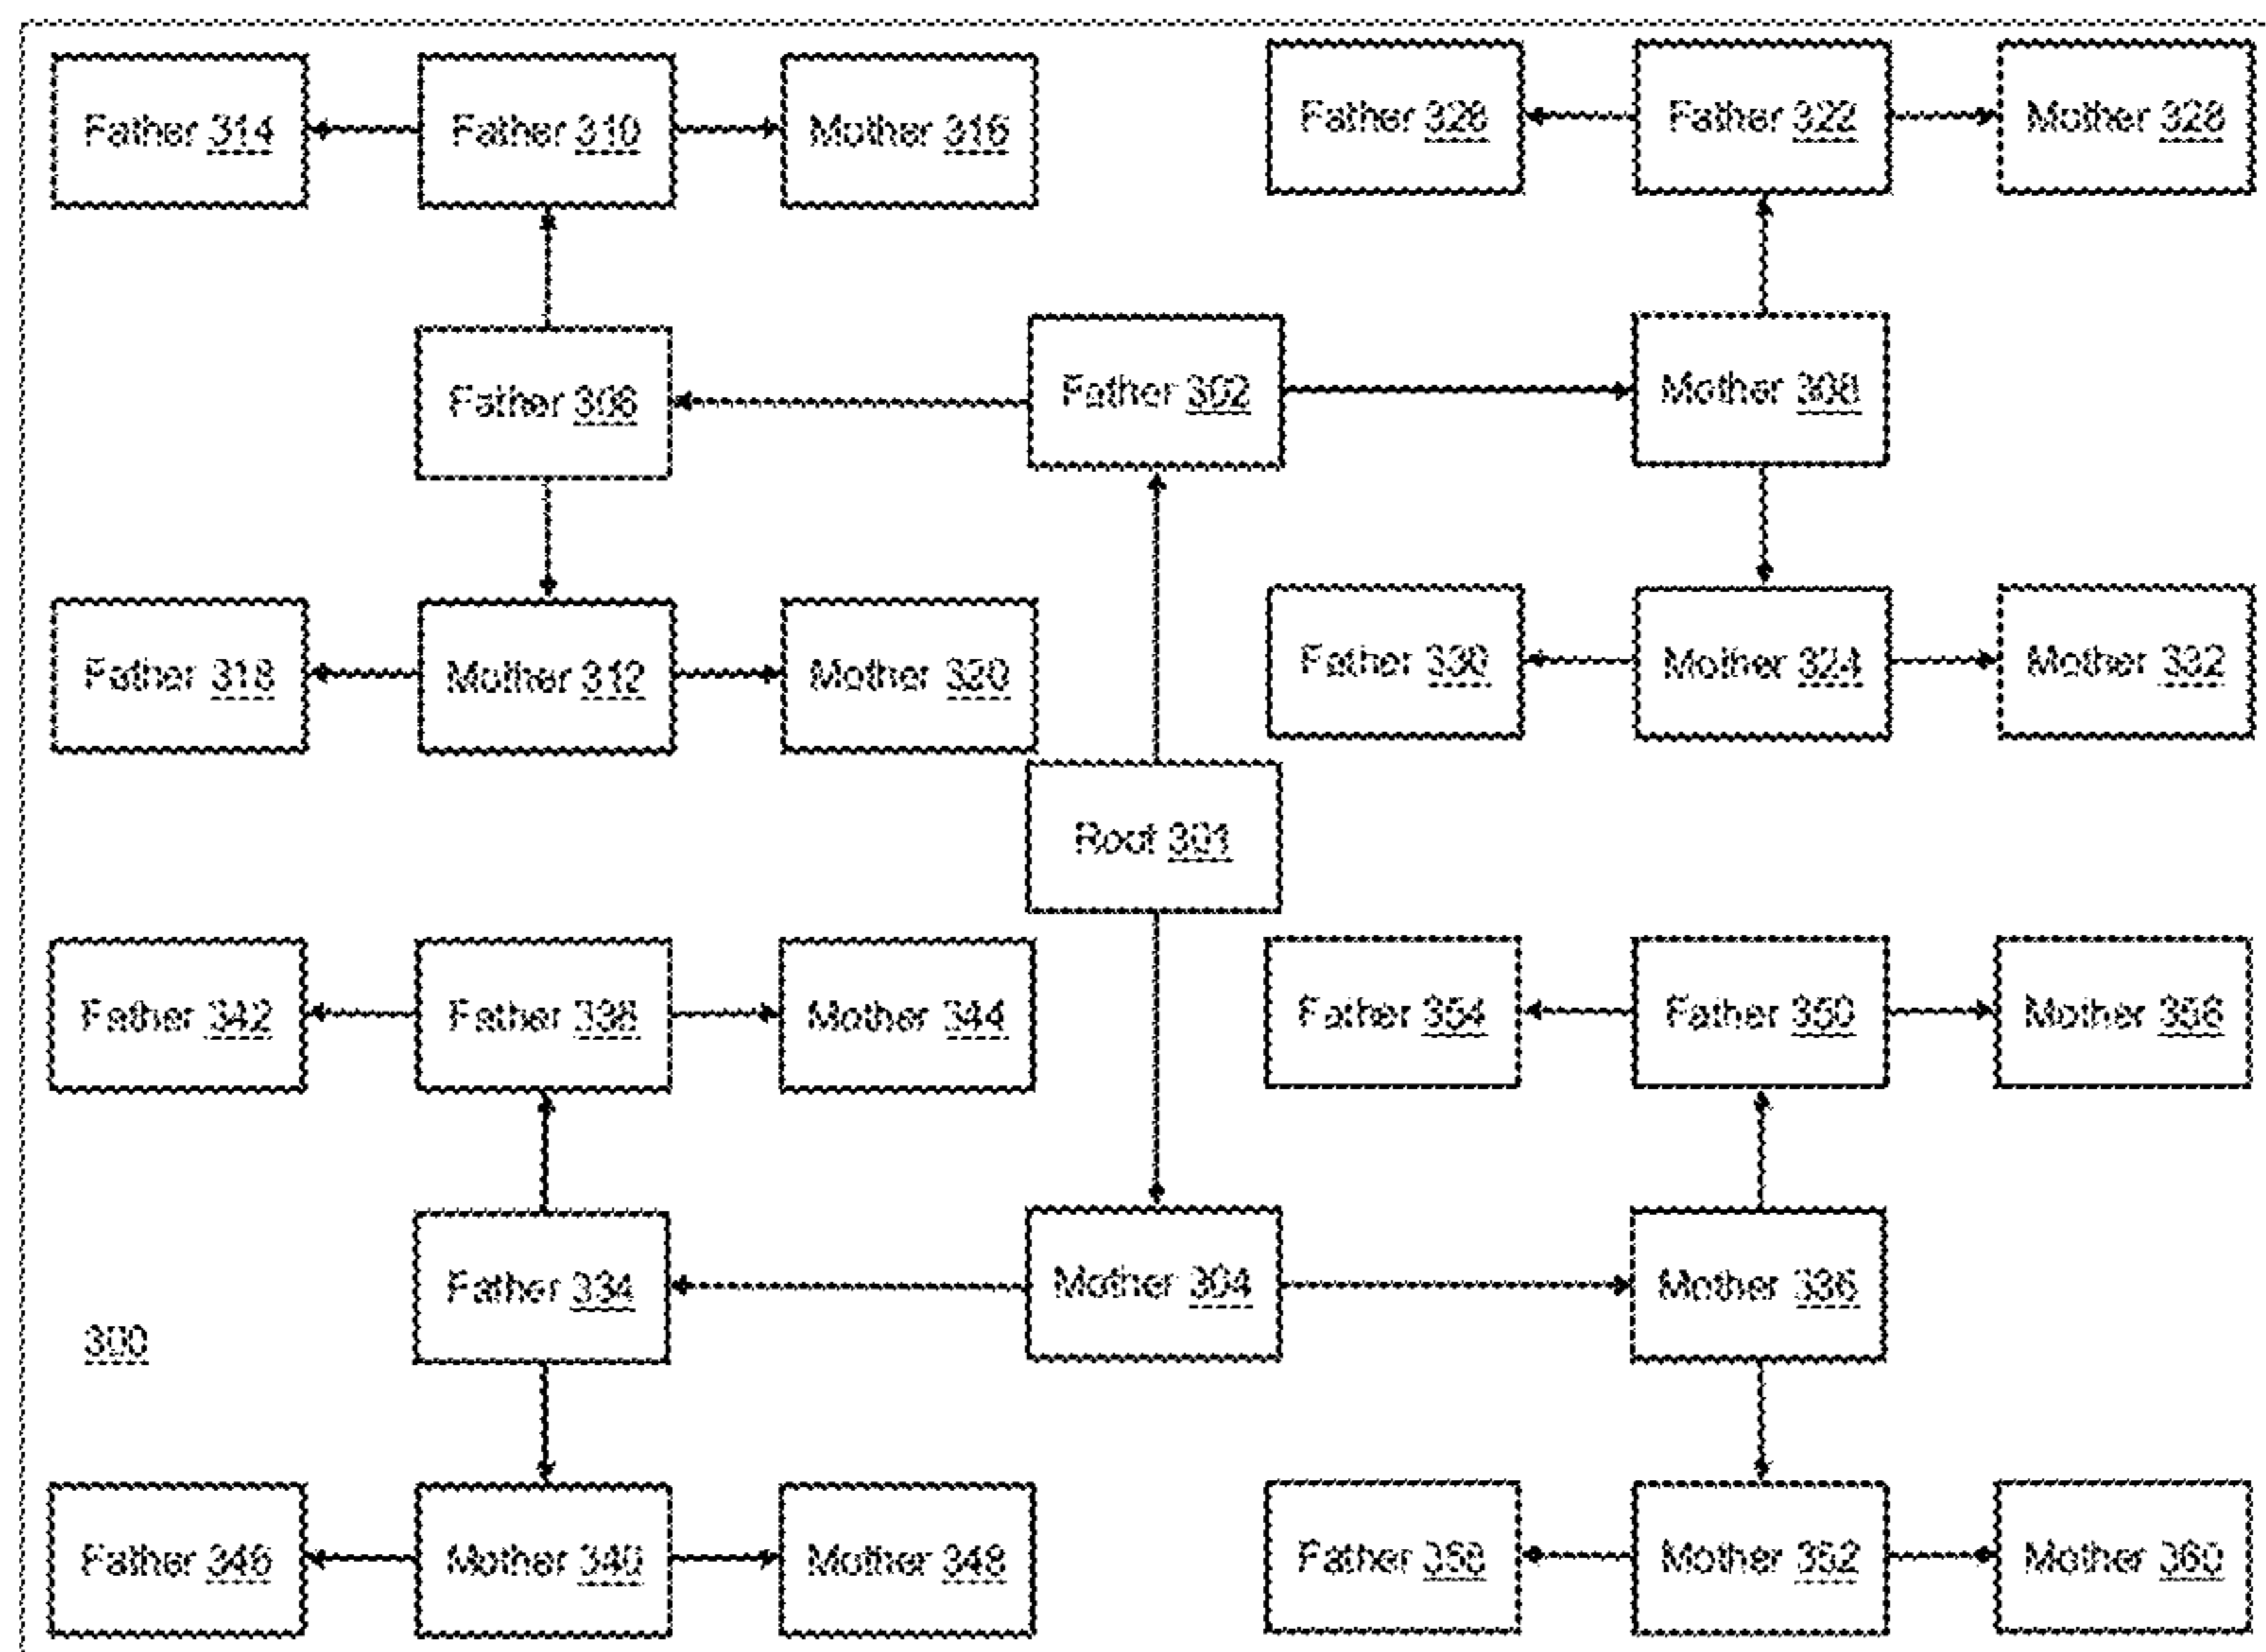 Father 314 Father 310 Mother 316 Father 326 Father 322 Mother 328
Father 306 Father 302 Mother 308
Father 318 Mother 312 Mother 320 Father 330 Mother 324 Mother 332
Root 301
Father 342 Father 338 Mother 344 Father 354 Father 350 Mother 356
Father 334 Mother 304 Mother 336
300
Father 346 Mother 340 Mother 348 Father 358 Mother 352 Mother 360